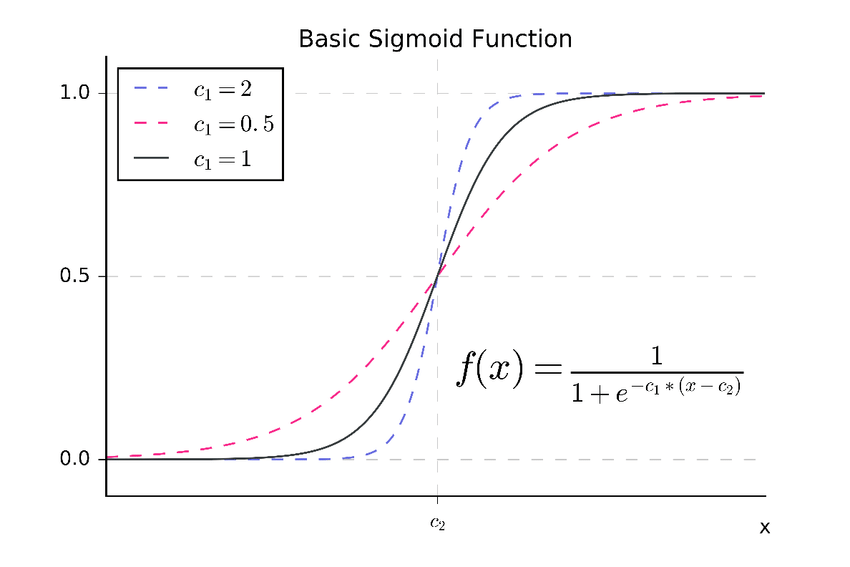 Basic Sigmoid Function
1.0
0.5
0.0
c₁ = 2
c₁ = 0.5
c₁ = 1
f(x) = 1 / (1 + e^(−c₁*(x−c₂)))
c₂
x